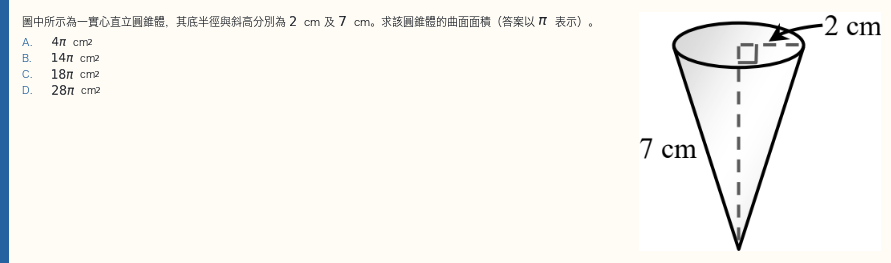 圖中所示為一實心直立圓錐體，其底半徑與斜高分別為 2 cm 及 7 cm。求該圓錐體的曲面面積（答案以 π 表示）。
A. 4π cm²
B. 14π cm²
C. 18π cm²
D. 28π cm²
2 cm
7 cm